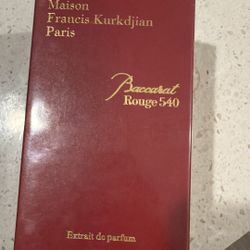 Maison
Francis Kurkdjian
Paris
Baccarat
Rouge 540
Extrait de parfum